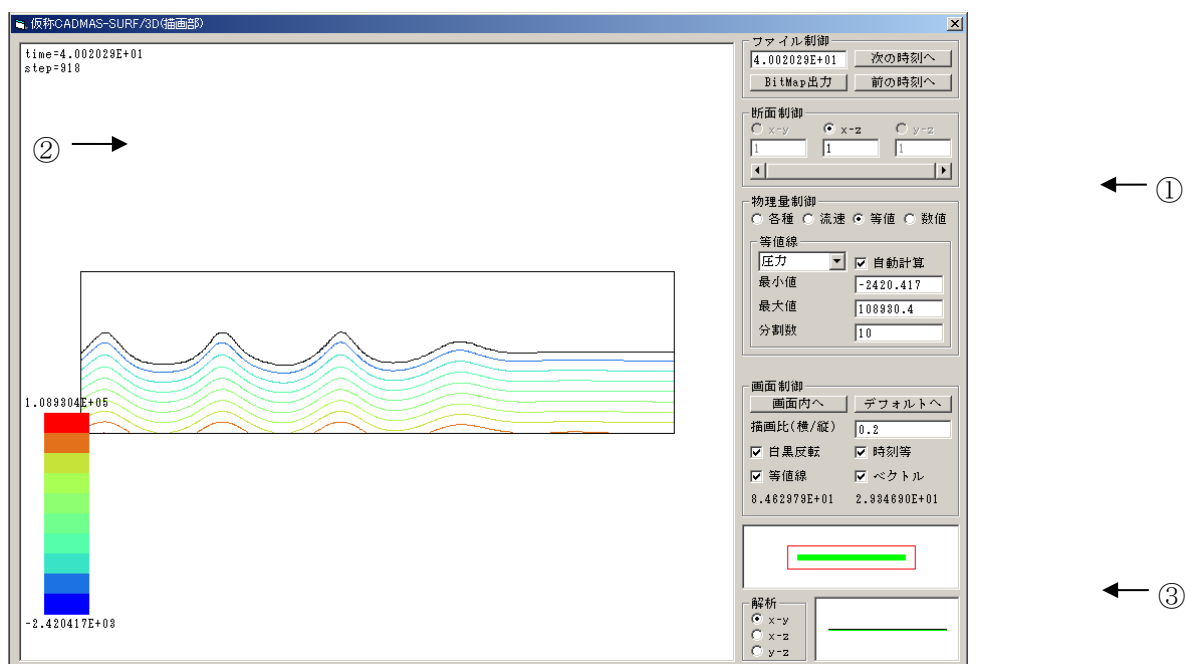 仮称CADMAS-SURF/3D(描画部)
time=4.002029E+01
step=918
②
1.089304E+05
-2.420417E+03
ファイル制御
4.002029E+01 次の時刻へ
BitMap出力 前の時刻へ
断面制御
x-y x-z y-z
1 1 1
①
物理量制御
各種 流速 等値 数値
等値線
圧力 自動計算
最小値 -2420.417
最大値 108930.4
分割数 10
画面制御
画面内へ デフォルトへ
描画比(横/縦) 0.2
白黒反転 時刻等
等値線 ベクトル
8.462979E+01 2.934690E+01
③
解析
x-y
x-z
y-z